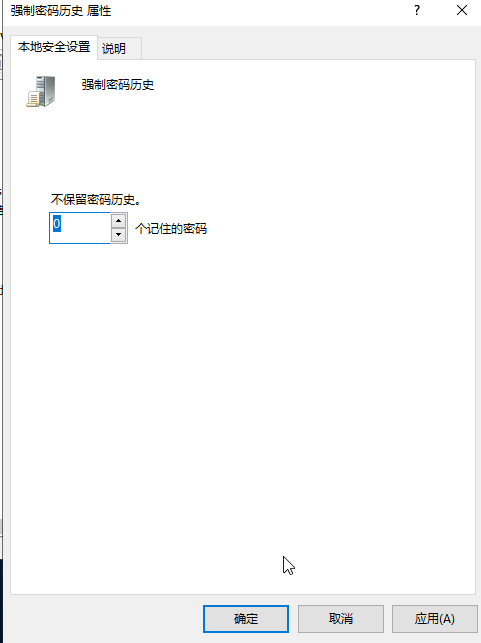 强制密码历史 属性
?
本地安全设置
说明
强制密码历史
不保留密码历史。
0
个记住的密码
确定
取消
应用(A)